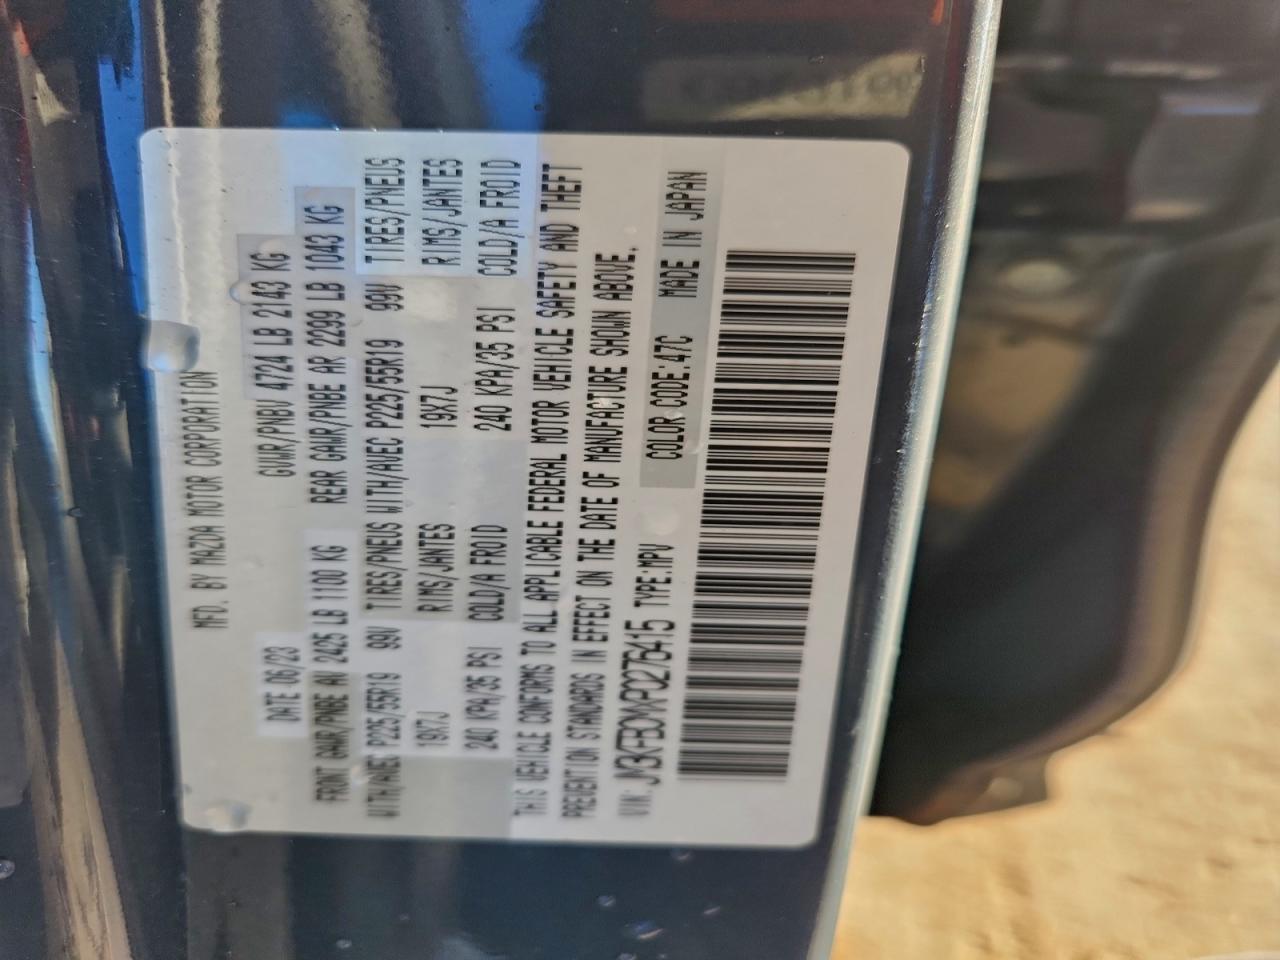 MFD. BY MAZDA MOTOR CORPORATION
DATE 06/23 GVWR/PNBV 4724 LB 2143 KG
FRONT GAWR/PNBE AV 2425 LB 1100 KG REAR GAWR/PNBE AR 2299 LB 1043 KG
WITH/AVEC P225/55R19 99V TIRES/PNEUS WITH/AVEC P225/55R19 99V TIRES/PNEUS
19X7J RIMS/JANTES 19X7J RIMS/JANTES
240 KPA/35 PSI COLD/A FROID 240 KPA/35 PSI COLD/A FROID
THIS VEHICLE CONFORMS TO ALL APPLICABLE FEDERAL MOTOR VEHICLE SAFETY AND THEFT
PREVENTION STANDARDS IN EFFECT ON THE DATE OF MANUFACTURE SHOWN ABOVE.
VIN: TYPE:MPV
COLOR CODE:47C MADE IN JAPAN